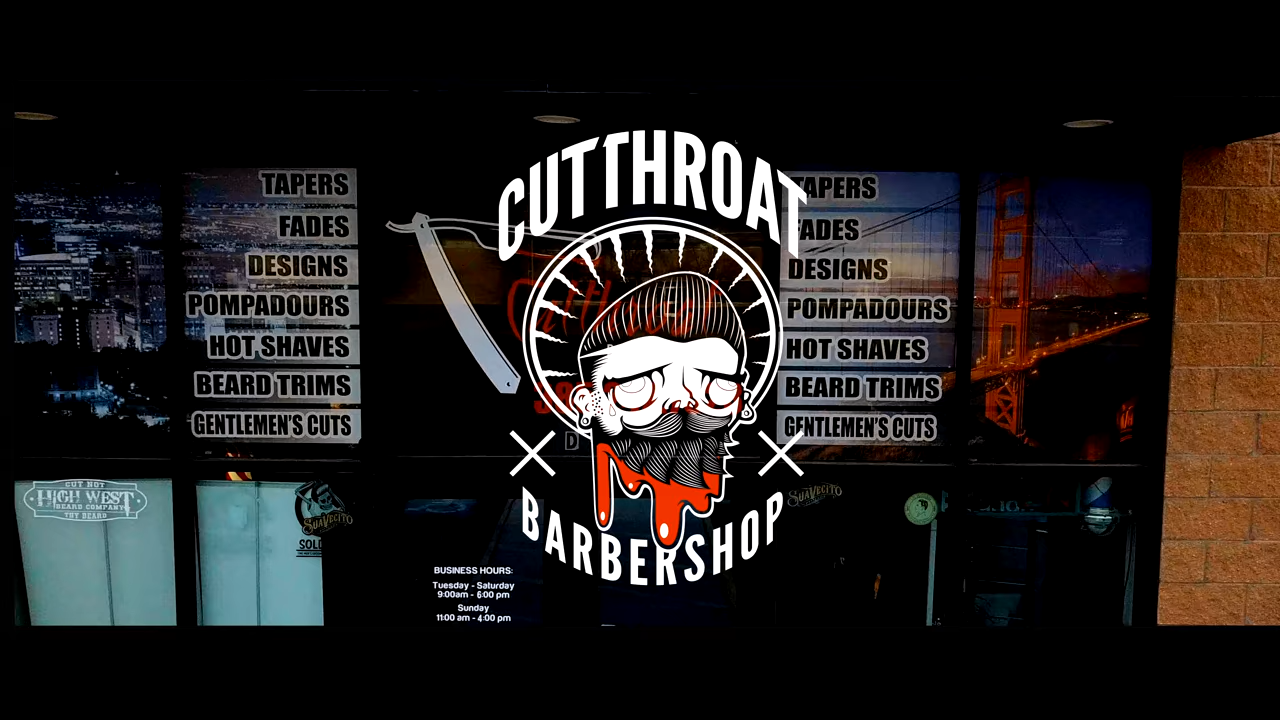 CUTTHROAT
TAPERS
FADES
DESIGNS
POMPADOURS
HOT SHAVES
BEARD TRIMS
GENTLEMEN'S CUTS
TAPERS
FADES
DESIGNS
POMPADOURS
HOT SHAVES
BEARD TRIMS
GENTLEMEN'S CUTS
BARBERSHOP
CUT NOT
HIGH WEST
BEARD COMPANY
THY BEARD
SUAVECITO
SUAVECITO
BUSINESS HOURS:
Tuesday - Saturday
9:00am - 6:00 pm
Sunday
11:00 am - 4:00 pm